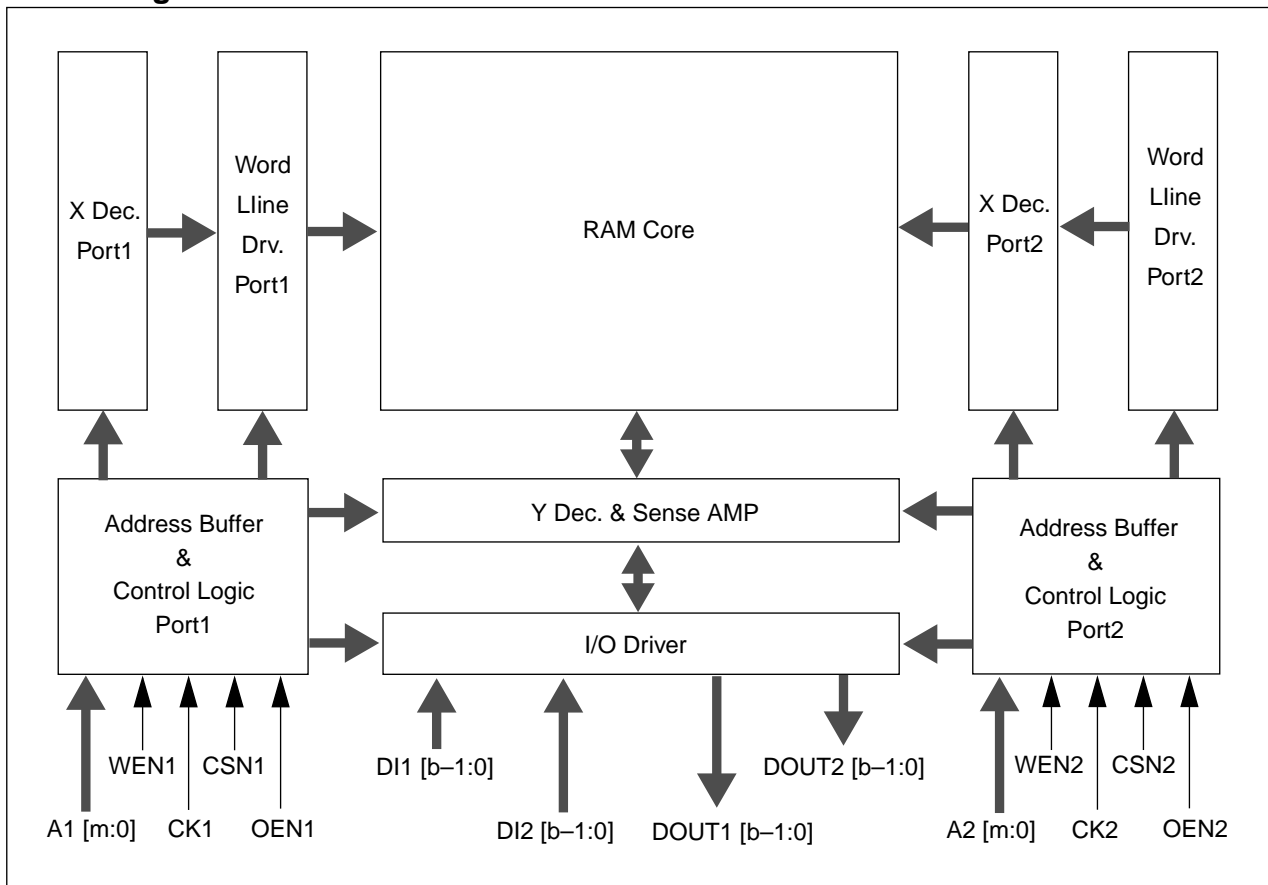 X Dec.
Port1
Word
Lline
Drv.
Port1
RAM Core
X Dec.
Port2
Word
Lline
Drv.
Port2
Address Buffer
&
Control Logic
Port1
Y Dec. & Sense AMP
I/O Driver
Address Buffer
&
Control Logic
Port2
WEN1
CSN1
DI1 [b–1:0]
DOUT2 [b–1:0]
WEN2
CSN2
A1 [m:0]
CK1
OEN1
DI2 [b–1:0]
DOUT1 [b–1:0]
A2 [m:0]
CK2
OEN2